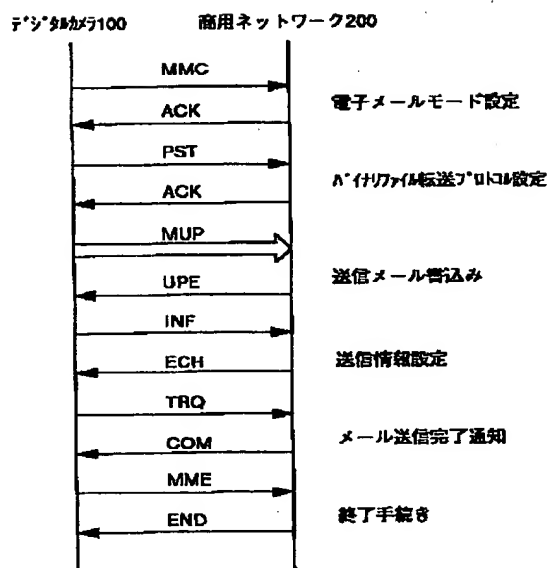 ﾃﾞｼﾞﾀﾙｶﾒﾗ100 商用ネットワーク200
MMC
電子メールモード設定
ACK
PST
ﾊﾞｲﾅﾘﾌｧｲﾙ転送ﾌﾟﾛﾄｺﾙ設定
ACK
MUP
送信メール書込み
UPE
INF
送信情報設定
ECH
TRQ
メール送信完了通知
COM
MME
終了手続き
END